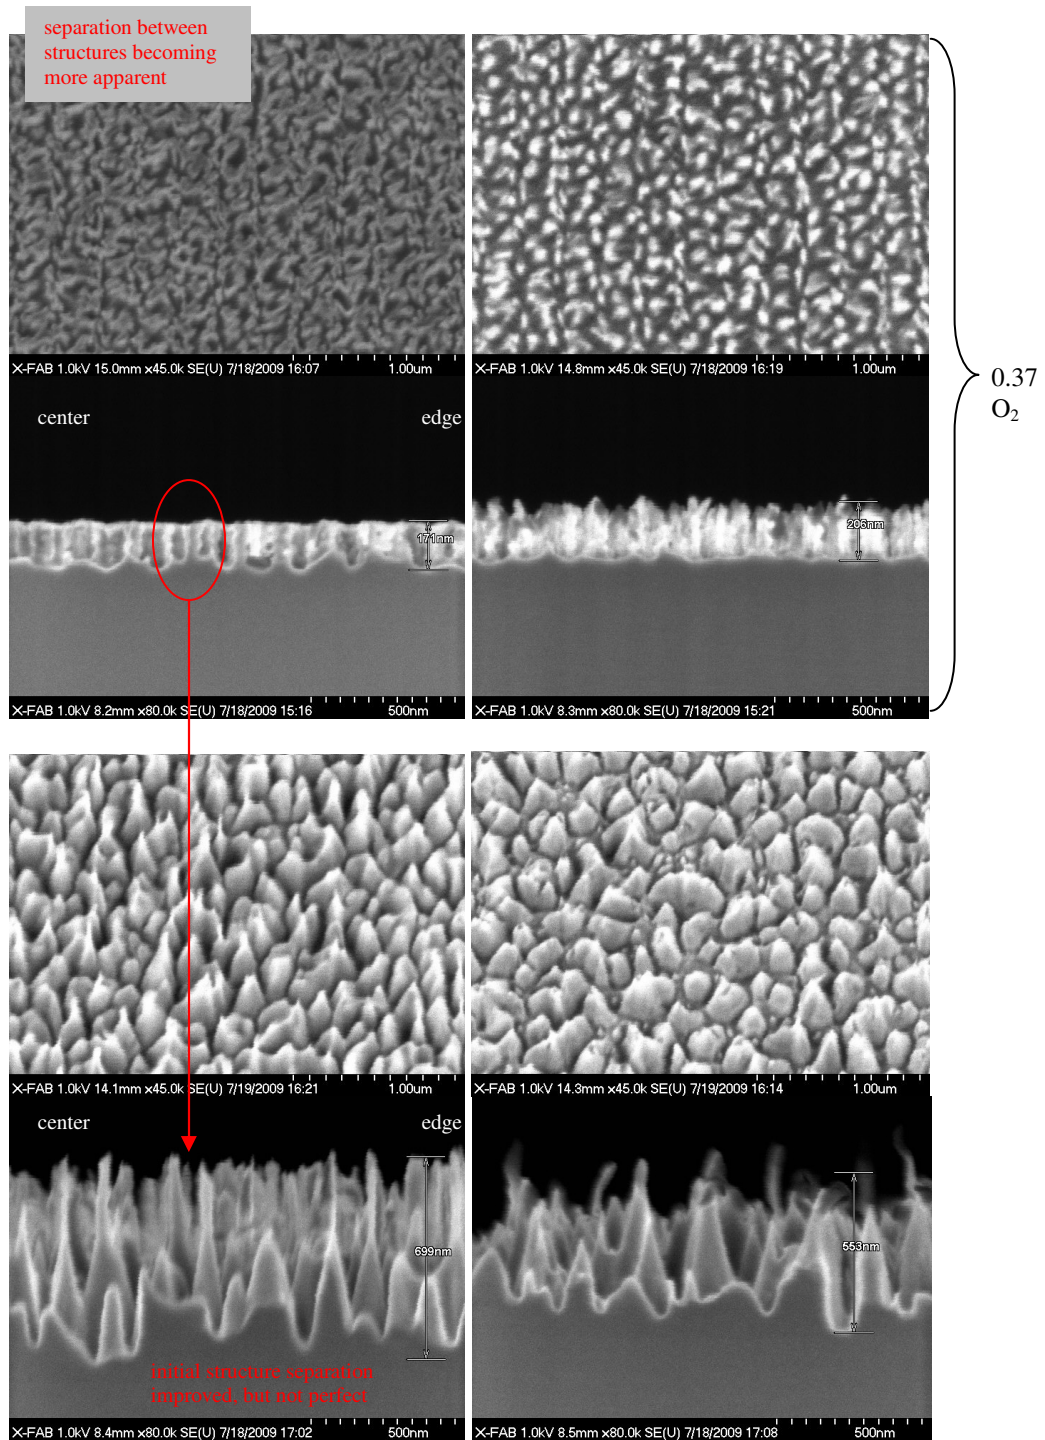 separation between
structures becoming
more apparent
X-FAB 1.0kV 15.0mm x45.0k SE(U) 7/18/2009 16:07 1.00um
X-FAB 1.0kV 14.8mm x45.0k SE(U) 7/18/2009 16:19 1.00um
0.37
O₂
center
edge
171nm
206nm
X-FAB 1.0kV 8.2mm x80.0k SE(U) 7/18/2009 15:16 500nm
X-FAB 1.0kV 8.3mm x80.0k SE(U) 7/18/2009 15:21 500nm
X-FAB 1.0kV 14.1mm x45.0k SE(U) 7/19/2009 16:21 1.00um
X-FAB 1.0kV 14.3mm x45.0k SE(U) 7/19/2009 16:14 1.00um
center
edge
699nm
553nm
initial structure separation
improved, but not perfect
X-FAB 1.0kV 8.4mm x80.0k SE(U) 7/18/2009 17:02 500nm
X-FAB 1.0kV 8.5mm x80.0k SE(U) 7/18/2009 17:08 500nm